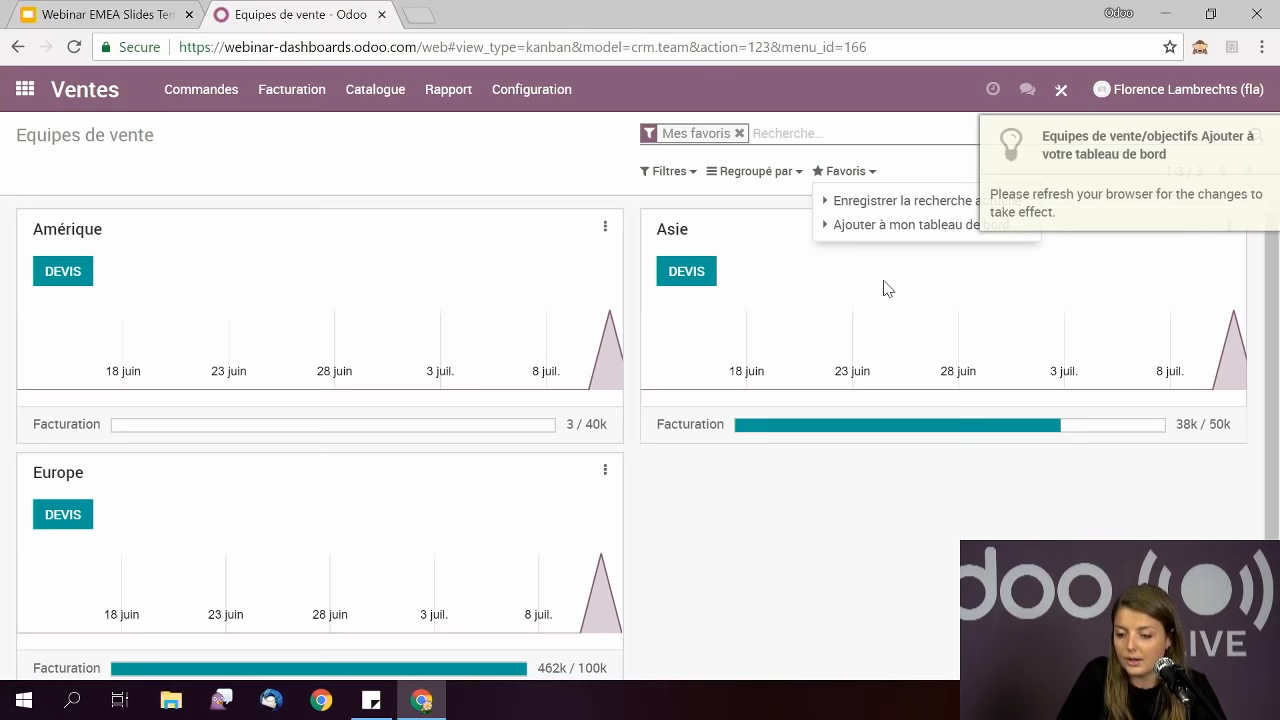 Webinar EMEA Slides Ten
Equipes de vente - Odoo
Odoo
Secure
https://webinar-dashboards.odoo.com/web#view_type=kanban&model=crm.team&action=123&menu_id=166
Ventes
Commandes
Facturation
Catalogue
Rapport
Configuration
Florence Lambrechts (fla)
Equipes de vente
Mes favoris
Recherche...
Filtres
Regroupé par
Favoris
1-3 / 3
Enregistrer la recherche
Ajouter à mon tableau de bord
Equipes de vente/objectifs Ajouter à
votre tableau de bord
Please refresh your browser for the changes to
take effect.
Amérique
DEVIS
18 juin
23 juin
28 juin
3 juil.
8 juil.
Facturation
3 / 40k
Asie
DEVIS
18 juin
23 juin
28 juin
3 juil.
8 juil.
Facturation
38k / 50k
Europe
DEVIS
18 juin
23 juin
28 juin
3 juil.
8 juil.
Facturation
462k / 100k
doo
IVE